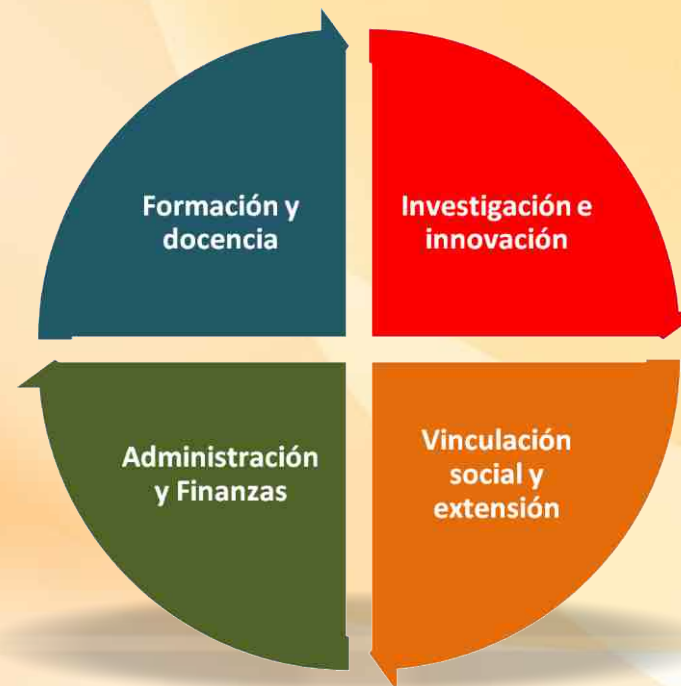 Formación y
docencia
Investigación e
innovación
Administración
y Finanzas
Vinculación
social y
extensión